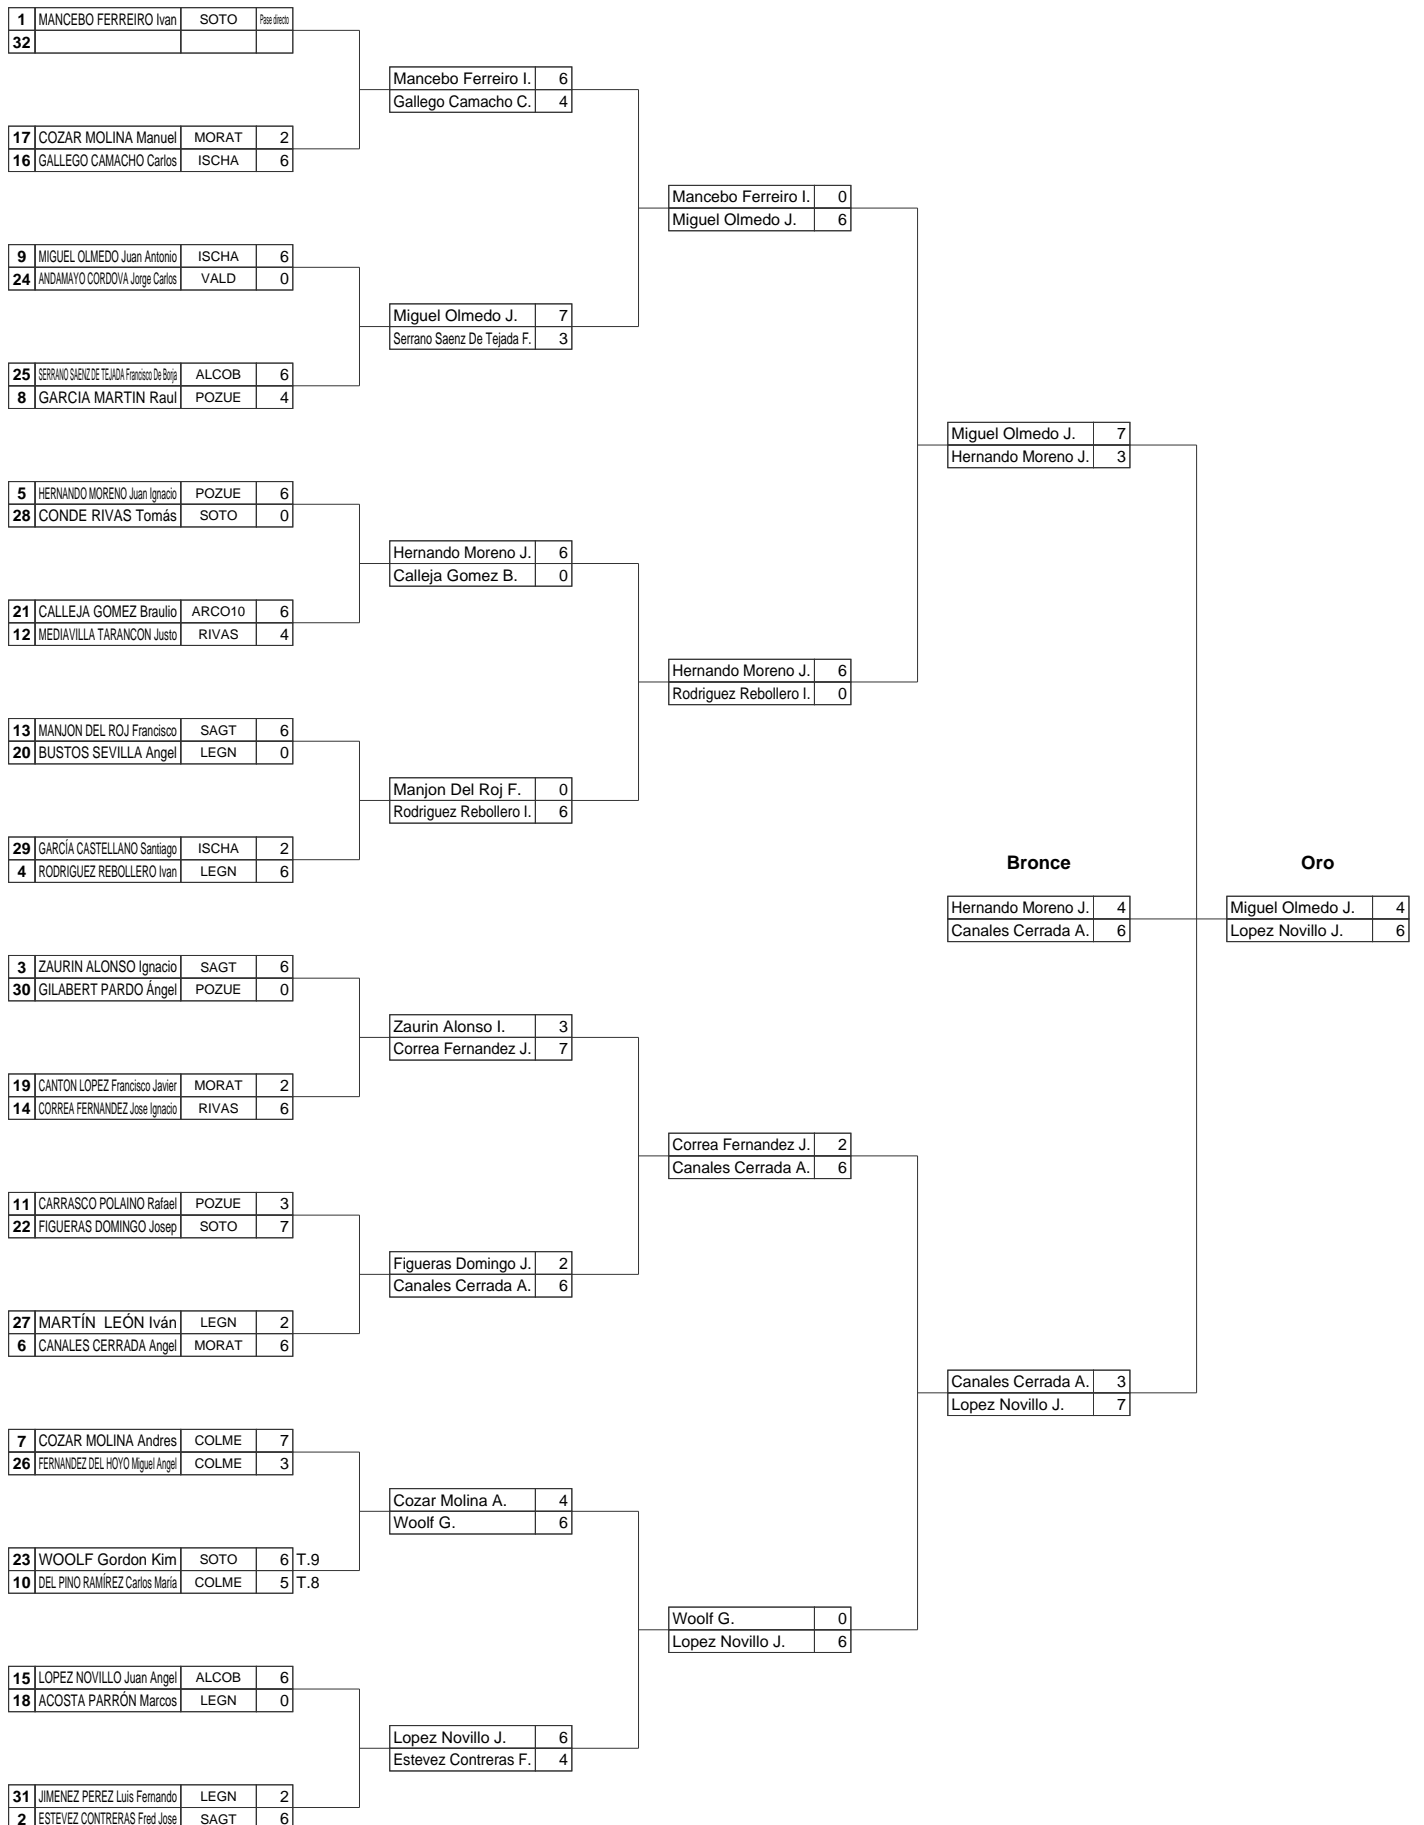 1 MANCEBO FERREIRO Ivan SOTO Pase directo
32
Mancebo Ferreiro I. 6
Gallego Camacho C. 4
17 COZAR MOLINA Manuel MORAT 2
16 GALLEGO CAMACHO Carlos ISCHA 6
Mancebo Ferreiro I. 0
Miguel Olmedo J. 6
9 MIGUEL OLMEDO Juan Antonio ISCHA 6
24 ANDAMAYO CORDOVA Jorge Carlos VALD 0
Miguel Olmedo J. 7
Serrano Saenz De Tejada F. 3
25 SERRANO SAENZ DE TEJADA Francisco De Borja ALCOB 6
8 GARCIA MARTIN Raul POZUE 4
Miguel Olmedo J. 7
Hernando Moreno J. 3
5 HERNANDO MORENO Juan Ignacio POZUE 6
28 CONDE RIVAS Tomás SOTO 0
Hernando Moreno J. 6
Calleja Gomez B. 0
21 CALLEJA GOMEZ Braulio ARCO10 6
12 MEDIAVILLA TARANCON Justo RIVAS 4
Hernando Moreno J. 6
Rodriguez Rebollero I. 0
13 MANJON DEL ROJ Francisco SAGT 6
20 BUSTOS SEVILLA Angel LEGN 0
Manjon Del Roj F. 0
Rodriguez Rebollero I. 6
29 GARCÍA CASTELLANO Santiago ISCHA 2
4 RODRIGUEZ REBOLLERO Ivan LEGN 6
Bronce Oro
Hernando Moreno J. 4 Miguel Olmedo J. 4
Canales Cerrada A. 6 Lopez Novillo J. 6
3 ZAURIN ALONSO Ignacio SAGT 6
30 GILABERT PARDO Ángel POZUE 0
Zaurin Alonso I. 3
Correa Fernandez J. 7
19 CANTON LOPEZ Francisco Javier MORAT 2
14 CORREA FERNANDEZ Jose Ignacio RIVAS 6
Correa Fernandez J. 2
Canales Cerrada A. 6
11 CARRASCO POLAINO Rafael POZUE 3
22 FIGUERAS DOMINGO Josep SOTO 7
Figueras Domingo J. 2
Canales Cerrada A. 6
27 MARTÍN  LEÓN Iván LEGN 2
6 CANALES CERRADA Angel MORAT 6
Canales Cerrada A. 3
Lopez Novillo J. 7
7 COZAR MOLINA Andres COLME 7
26 FERNANDEZ DEL HOYO Miguel Angel COLME 3
Cozar Molina A. 4
Woolf G. 6
23 WOOLF Gordon Kim SOTO 6 T.9
10 DEL PINO RAMÍREZ Carlos María COLME 5 T.8
Woolf G. 0
Lopez Novillo J. 6
15 LOPEZ NOVILLO Juan Angel ALCOB 6
18 ACOSTA PARRÓN Marcos LEGN 0
Lopez Novillo J. 6
Estevez Contreras F. 4
31 JIMENEZ PEREZ Luis Fernando LEGN 2
2 ESTEVEZ CONTRERAS Fred Jose SAGT 6